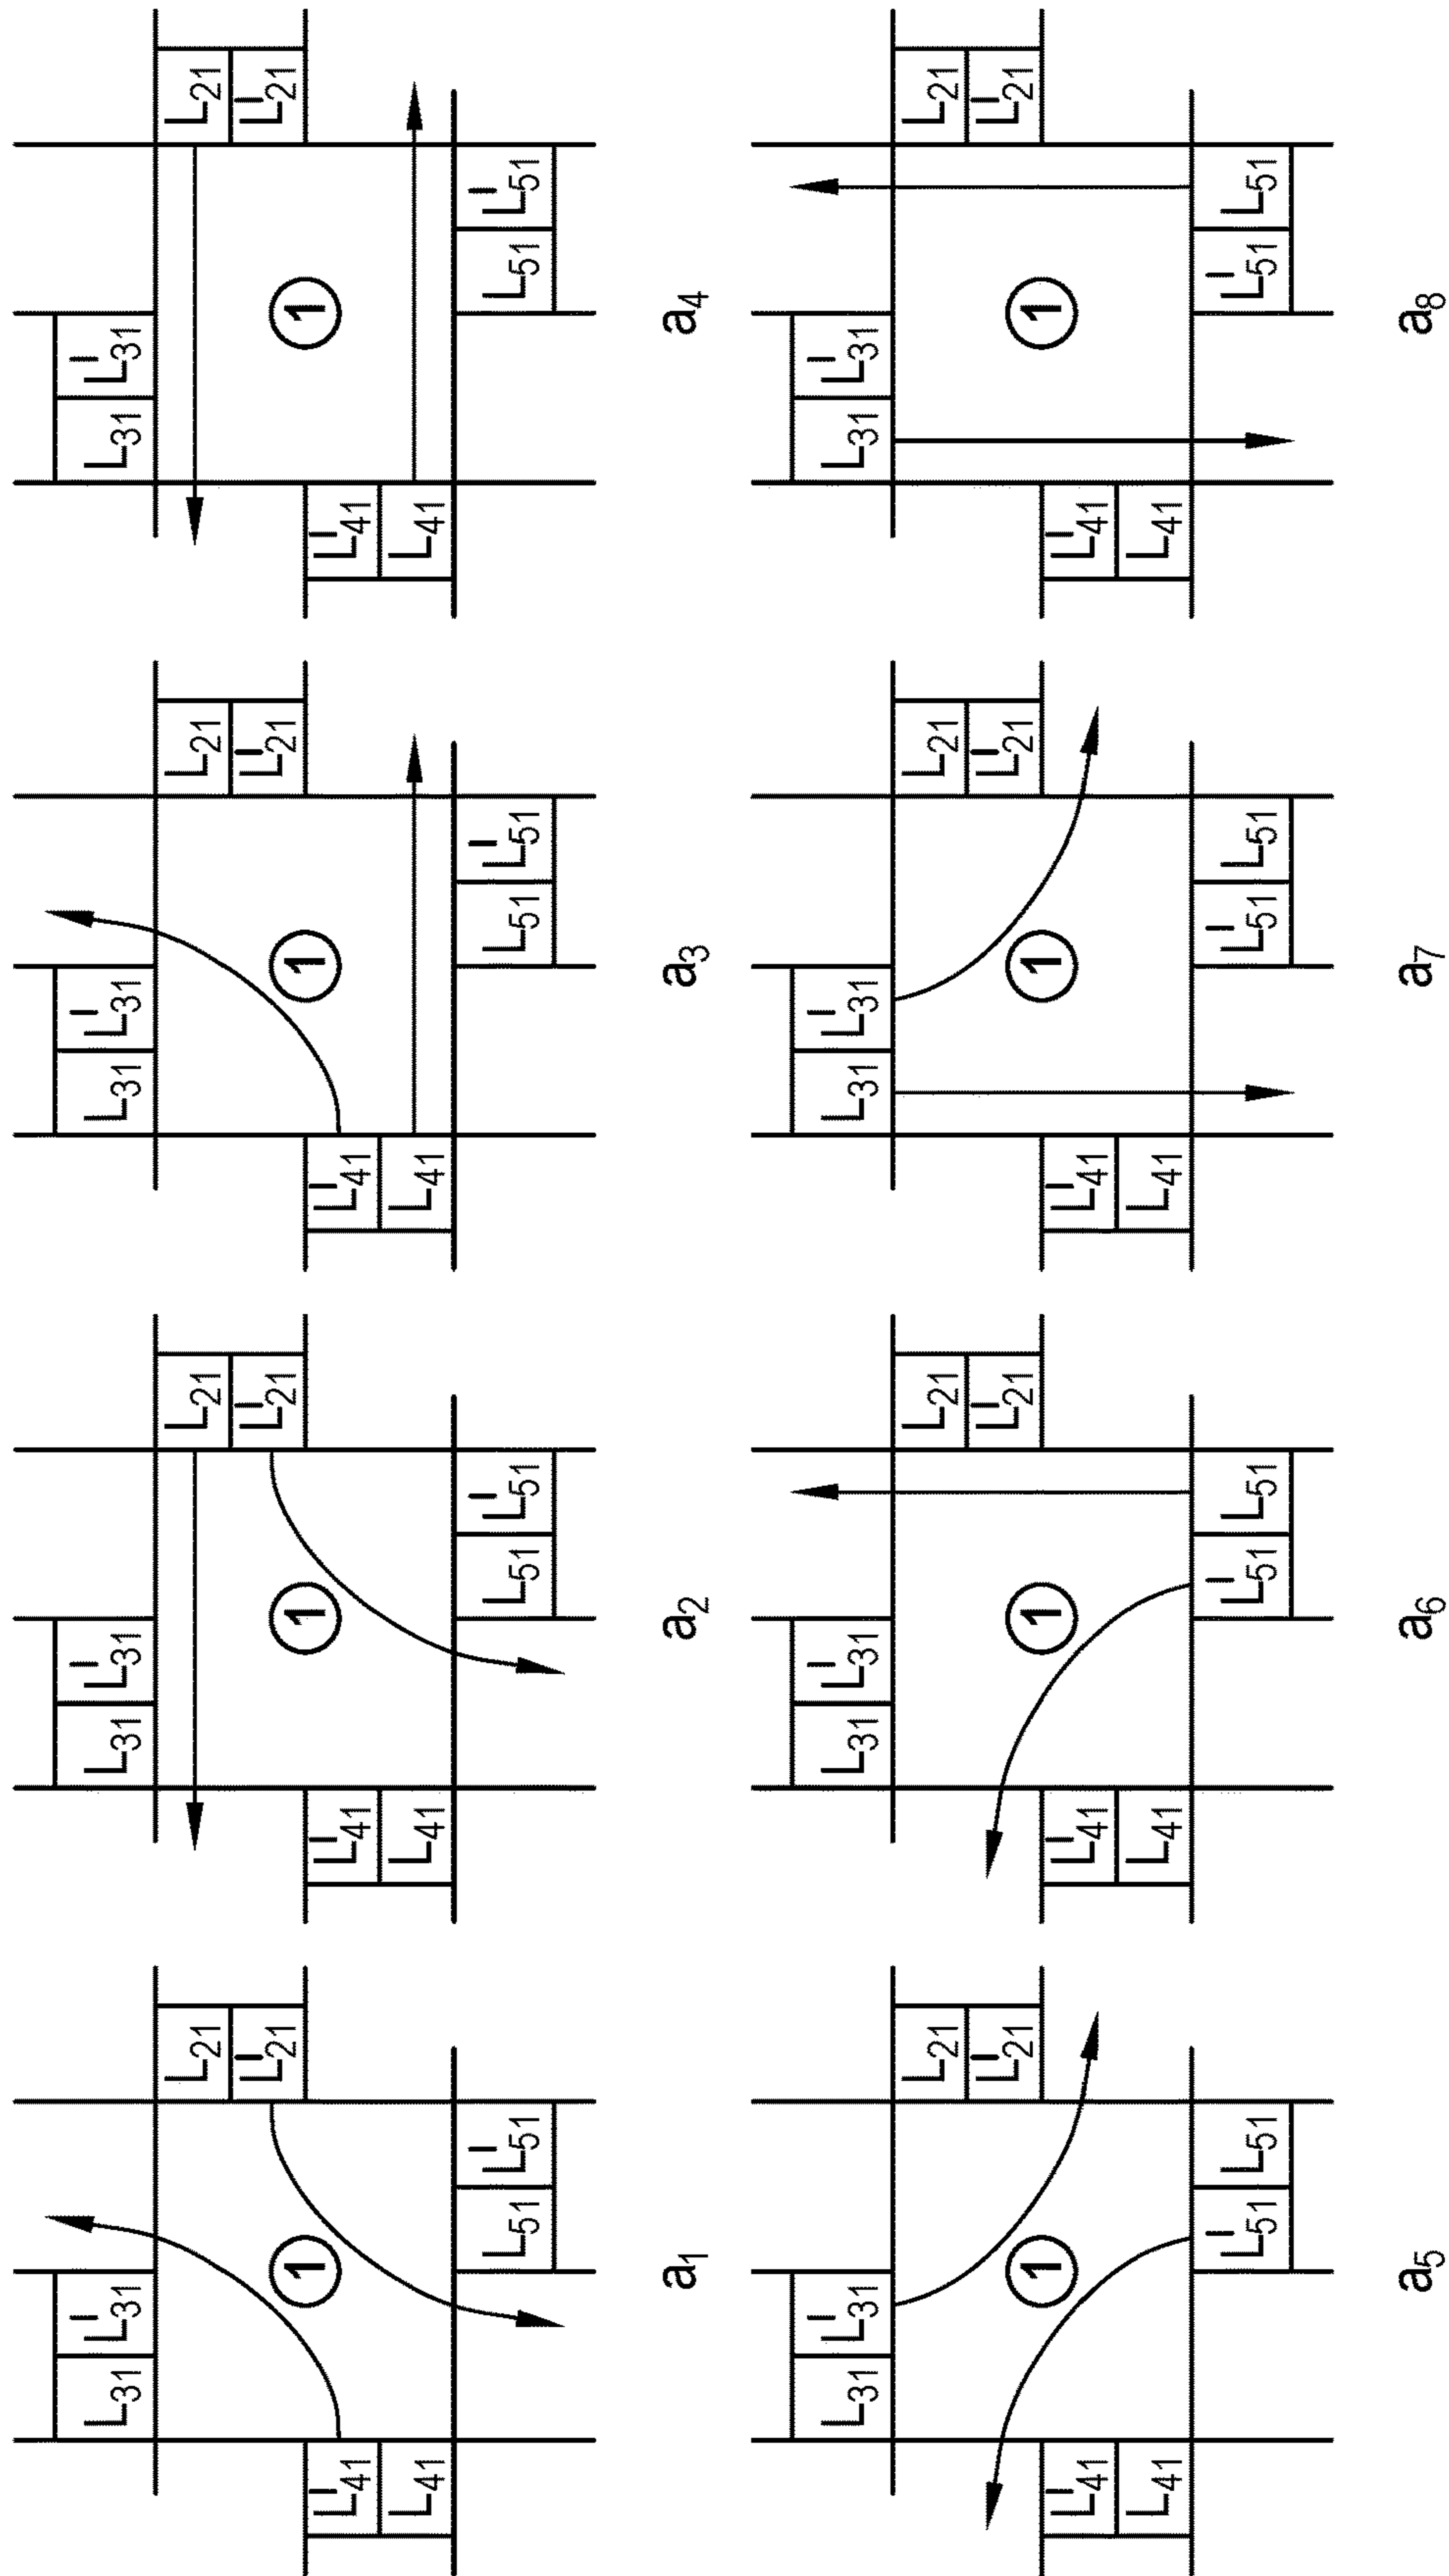 L₃₁ L'₃₁
L₂₁
L'₂₁
1
L'₄₁
L₄₁
L₅₁ L'₅₁
a₁
L₃₁ L'₃₁
L₂₁
L'₂₁
1
L'₄₁
L₄₁
L₅₁ L'₅₁
a₂
L₃₁ L'₃₁
L₂₁
L'₂₁
1
L'₄₁
L₄₁
L₅₁ L'₅₁
a₃
L₃₁ L'₃₁
L₂₁
L'₂₁
1
L'₄₁
L₄₁
L₅₁ L'₅₁
a₄
L₃₁ L'₃₁
L₂₁
L'₂₁
1
L'₄₁
L₄₁
L'₅₁ L₅₁
a₅
L₃₁ L'₃₁
L₂₁
L'₂₁
1
L'₄₁
L₄₁
L'₅₁ L₅₁
a₆
L₃₁ L'₃₁
L₂₁
L'₂₁
1
L'₄₁
L₄₁
L'₅₁ L₅₁
a₇
L₃₁ L'₃₁
L₂₁
L'₂₁
1
L'₄₁
L₄₁
L'₅₁ L₅₁
a₈